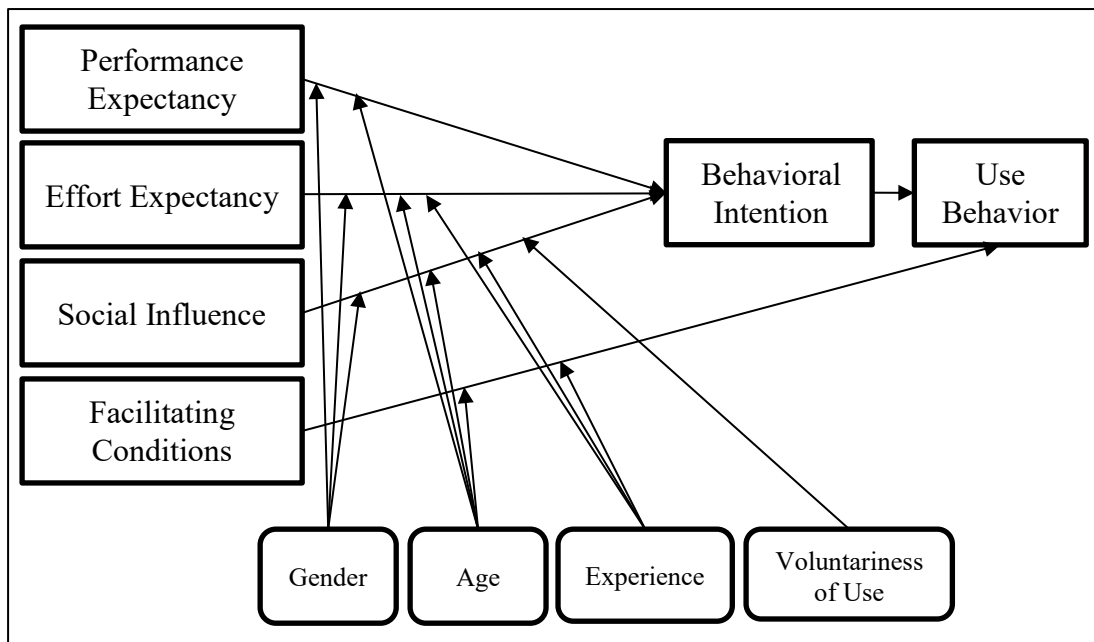 Performance
Expectancy
Effort Expectancy
Social Influence
Facilitating
Conditions
Behavioral
Intention
Use
Behavior
Gender
Age
Experience
Voluntariness
of Use